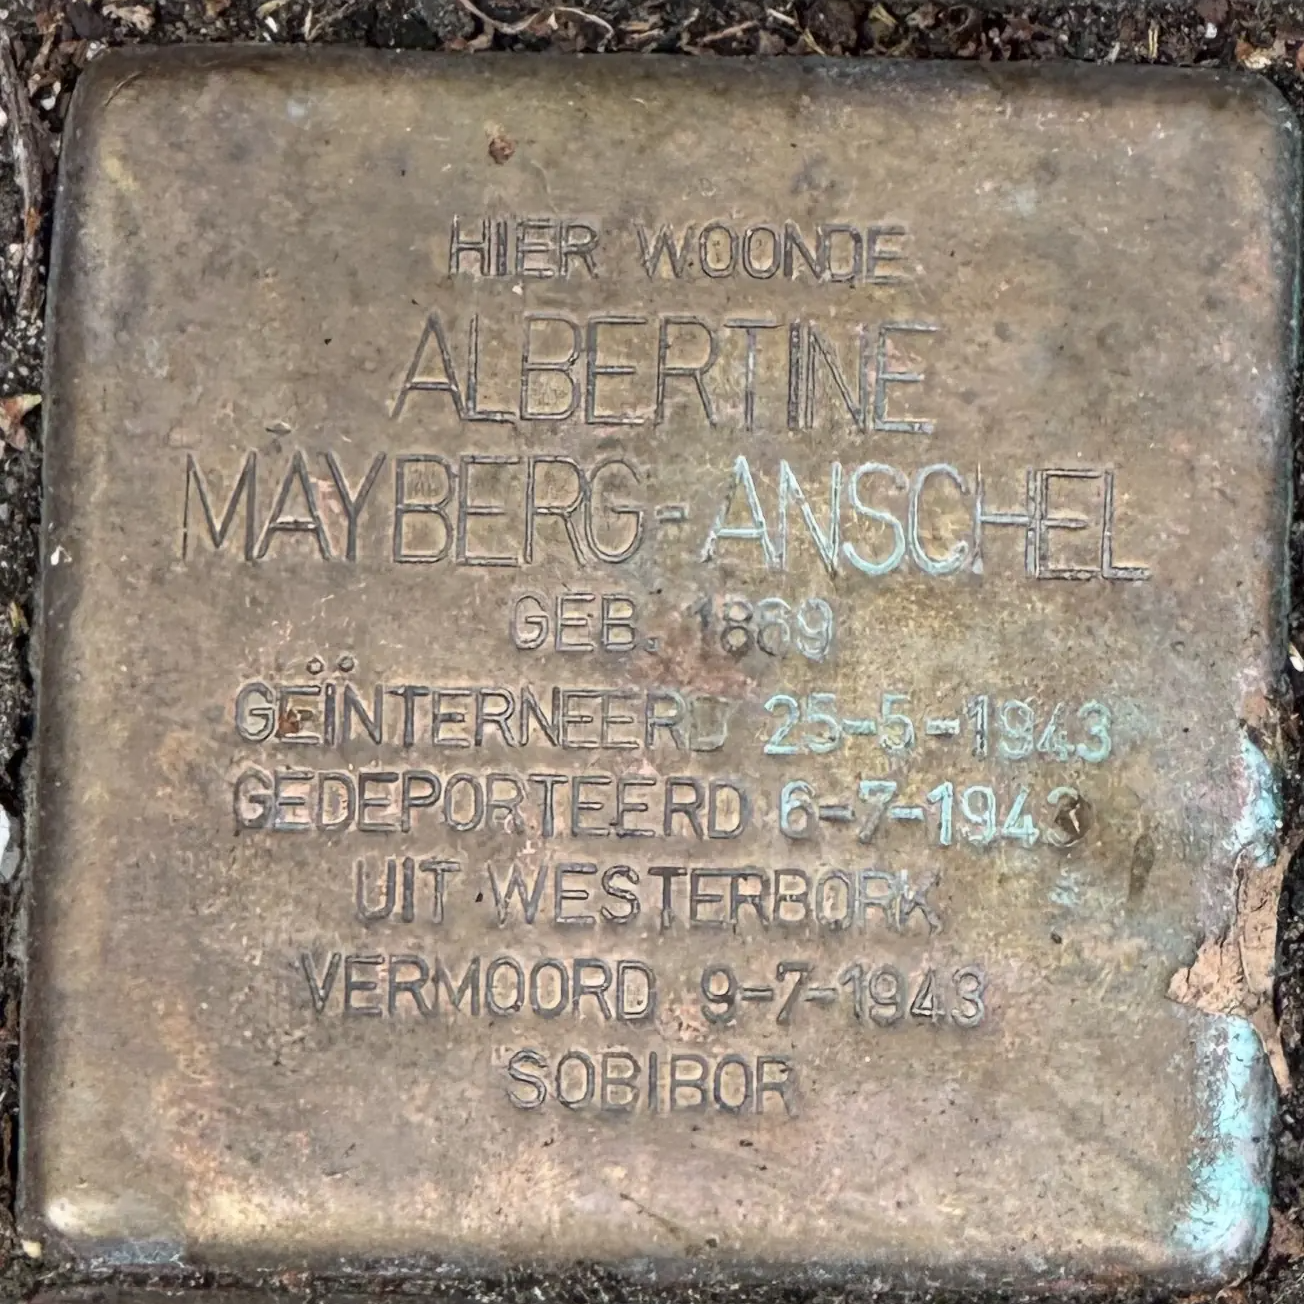 HIER WOONDE
ALBERTINE
MAYBERG-ANSCHEL
GEB. 1869
GEÏNTERNEERD 25-5-1943
GEDEPORTEERD 6-7-1943
UIT WESTERBORK
VERMOORD 9-7-1943
SOBIBOR